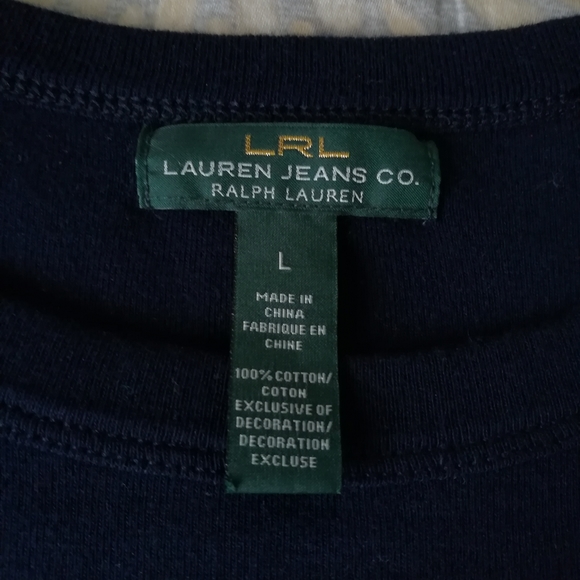 LRL
LAUREN JEANS CO.
RALPH LAUREN
L
MADE IN
CHINA
FABRIQUE EN
CHINE
100% COTTON/
COTON
EXCLUSIVE OF
DECORATION/
DECORATION
EXCLUSE